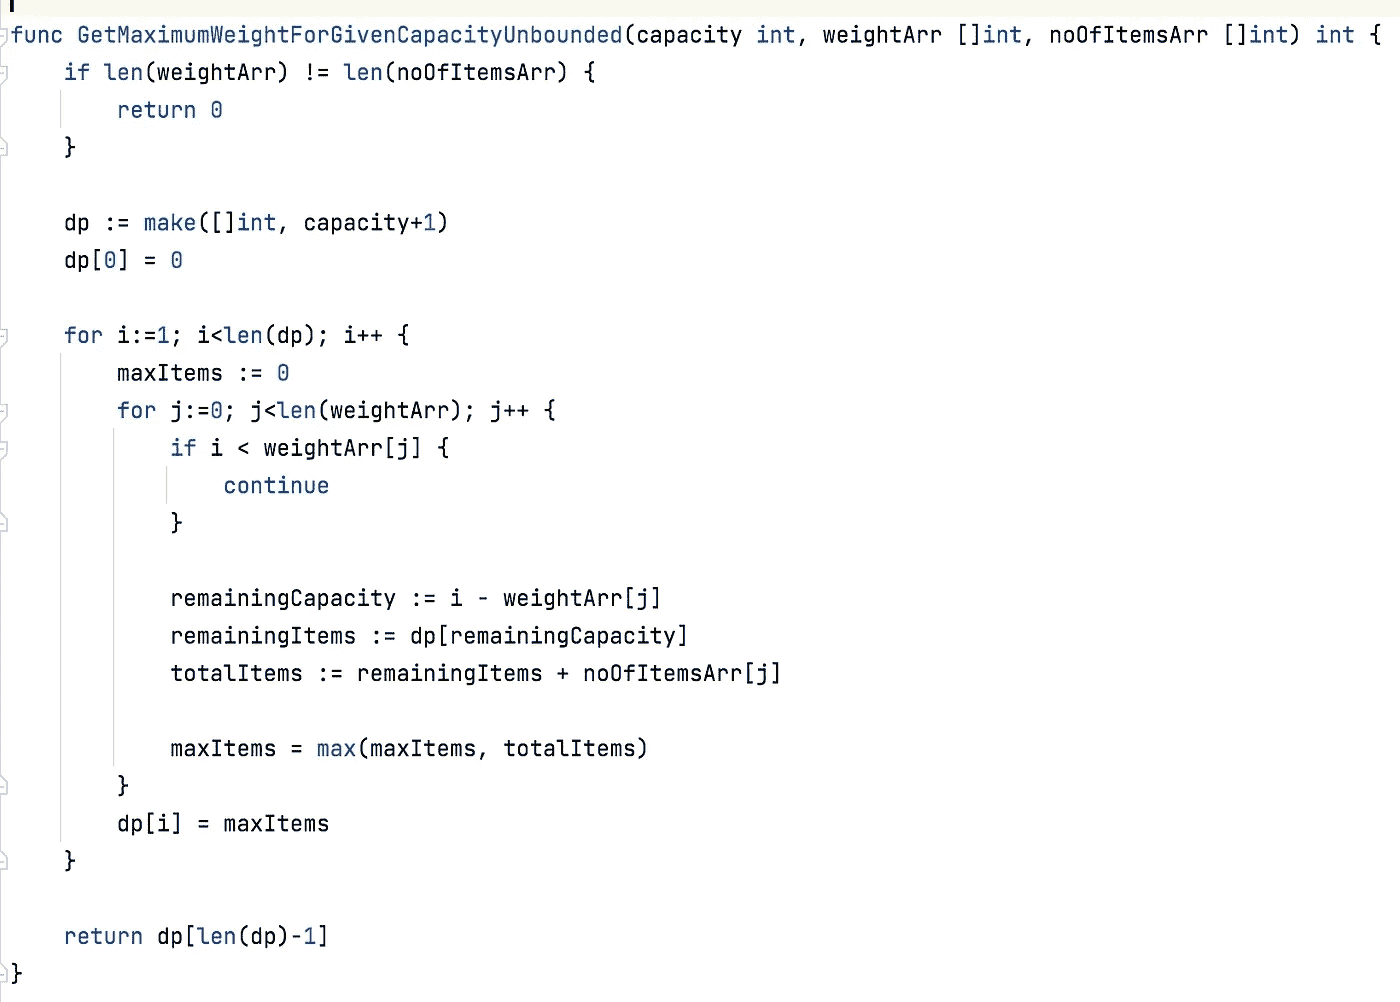 func GetMaximumWeightForGivenCapacityUnbounded(capacity int, weightArr []int, noOfItemsArr []int) int {
    if len(weightArr) != len(noOfItemsArr) {
        return 0
    }

    dp := make([]int, capacity+1)
    dp[0] = 0

    for i:=1; i<len(dp); i++ {
        maxItems := 0
        for j:=0; j<len(weightArr); j++ {
            if i < weightArr[j] {
                continue
            }

            remainingCapacity := i - weightArr[j]
            remainingItems := dp[remainingCapacity]
            totalItems := remainingItems + noOfItemsArr[j]

            maxItems = max(maxItems, totalItems)
        }
        dp[i] = maxItems
    }

    return dp[len(dp)-1]
}